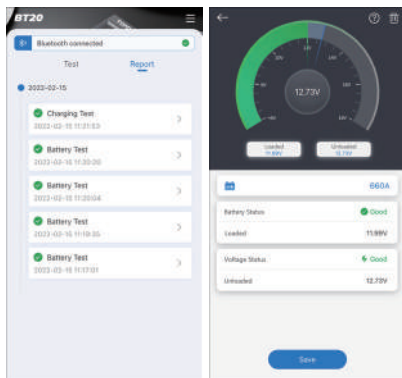 BT20
Bluetooth connected
Test
Report
2022-02-15
Charging Test
2022-02-15 11:21:53
Battery Test
2022-02-15 11:20:20
Battery Test
2022-02-15 11:20:04
Battery Test
2022-02-15 11:19:35
Battery Test
2022-02-15 11:17:01
12.73V
Loaded
11.99V
Unloaded
12.73V
660A
Battery Status
Good
Loaded
11.99V
Voltage Status
Good
Unloaded
12.73V
Save